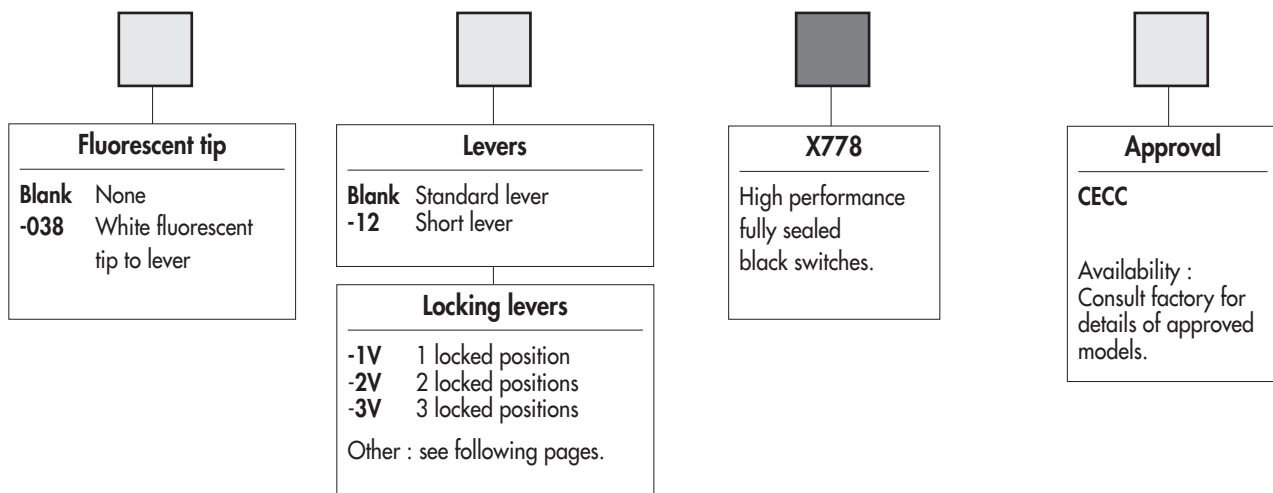 Fluorescent tip
Blank None
-038 White fluorescent
tip to lever
Levers
Blank Standard lever
-12 Short lever
Locking levers
-1V 1 locked position
-2V 2 locked positions
-3V 3 locked positions
Other : see following pages.
X778
High performance
fully sealed
black switches.
Approval
CECC
Availability :
Consult factory for
details of approved
models.